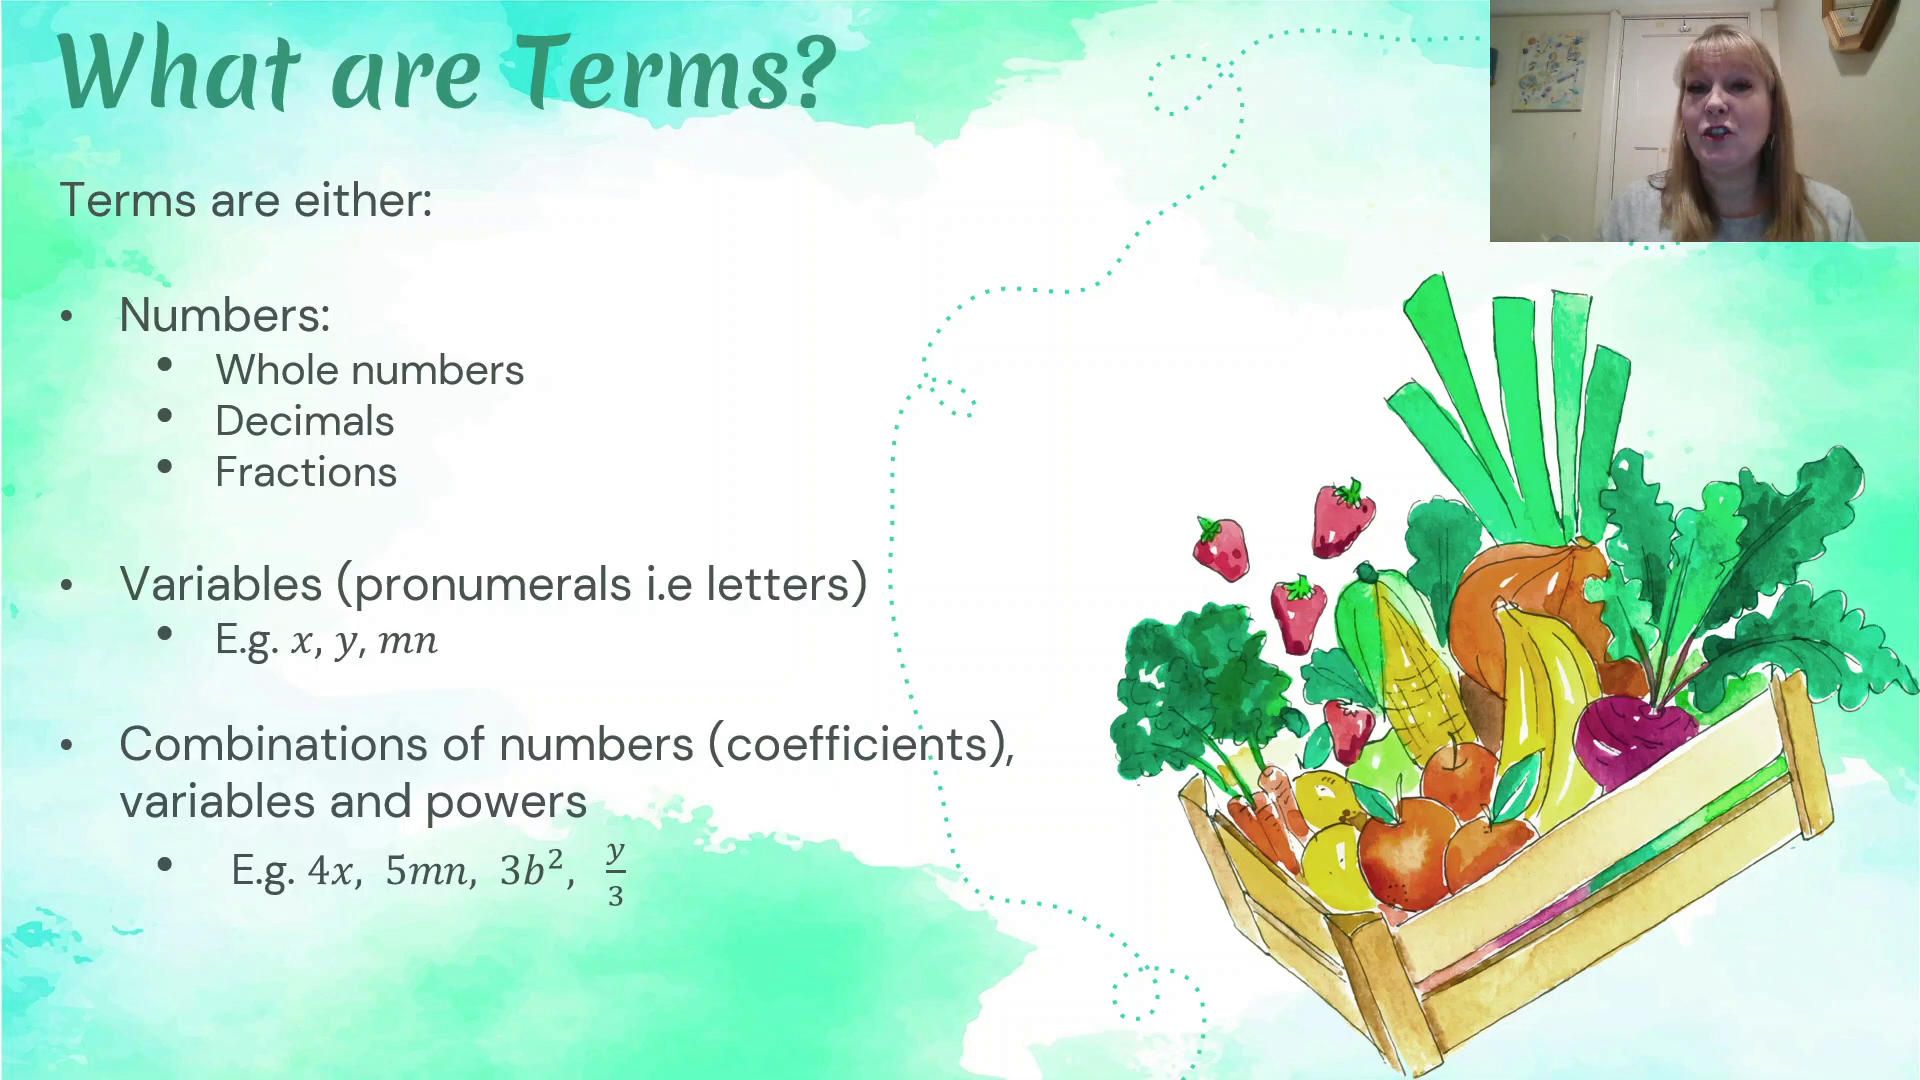 What are Terms?
Terms are either:
• Numbers:
• Whole numbers
• Decimals
• Fractions
• Variables (pronumerals i.e letters)
• E.g. x, y, mn
• Combinations of numbers (coefficients),
variables and powers
• E.g. 4x, 5mn, 3b², y/3